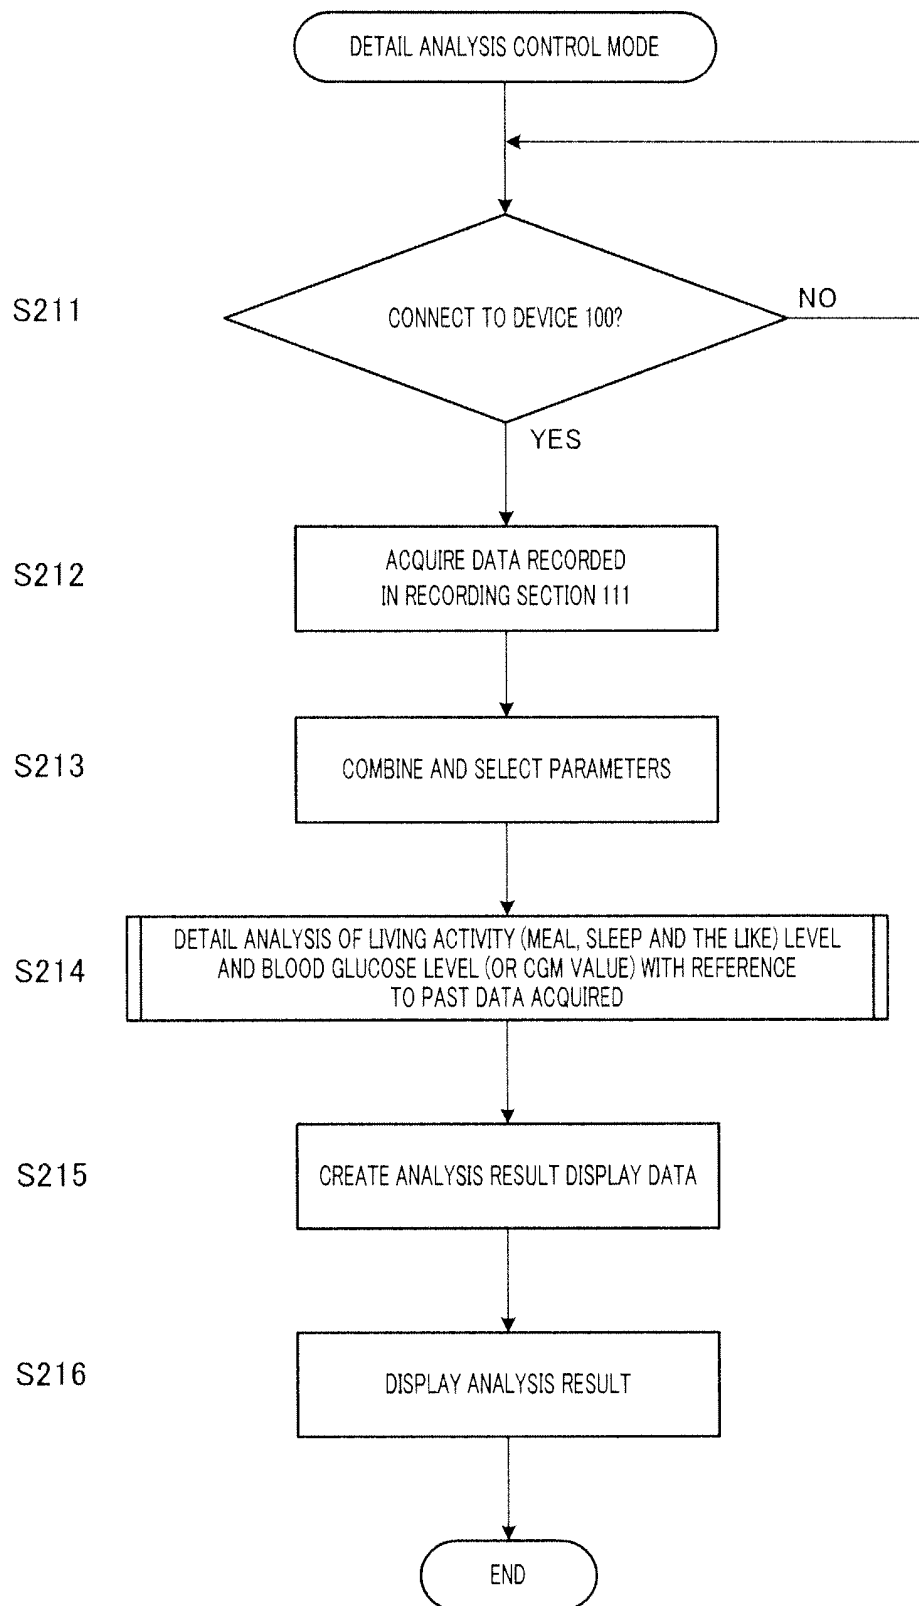 DETAIL ANALYSIS CONTROL MODE
S211
CONNECT TO DEVICE 100?
NO
YES
S212
ACQUIRE DATA RECORDED
IN RECORDING SECTION 111
S213
COMBINE AND SELECT PARAMETERS
S214
DETAIL ANALYSIS OF LIVING ACTIVITY (MEAL, SLEEP AND THE LIKE) LEVEL
AND BLOOD GLUCOSE LEVEL (OR CGM VALUE) WITH REFERENCE
TO PAST DATA ACQUIRED
S215
CREATE ANALYSIS RESULT DISPLAY DATA
S216
DISPLAY ANALYSIS RESULT
END